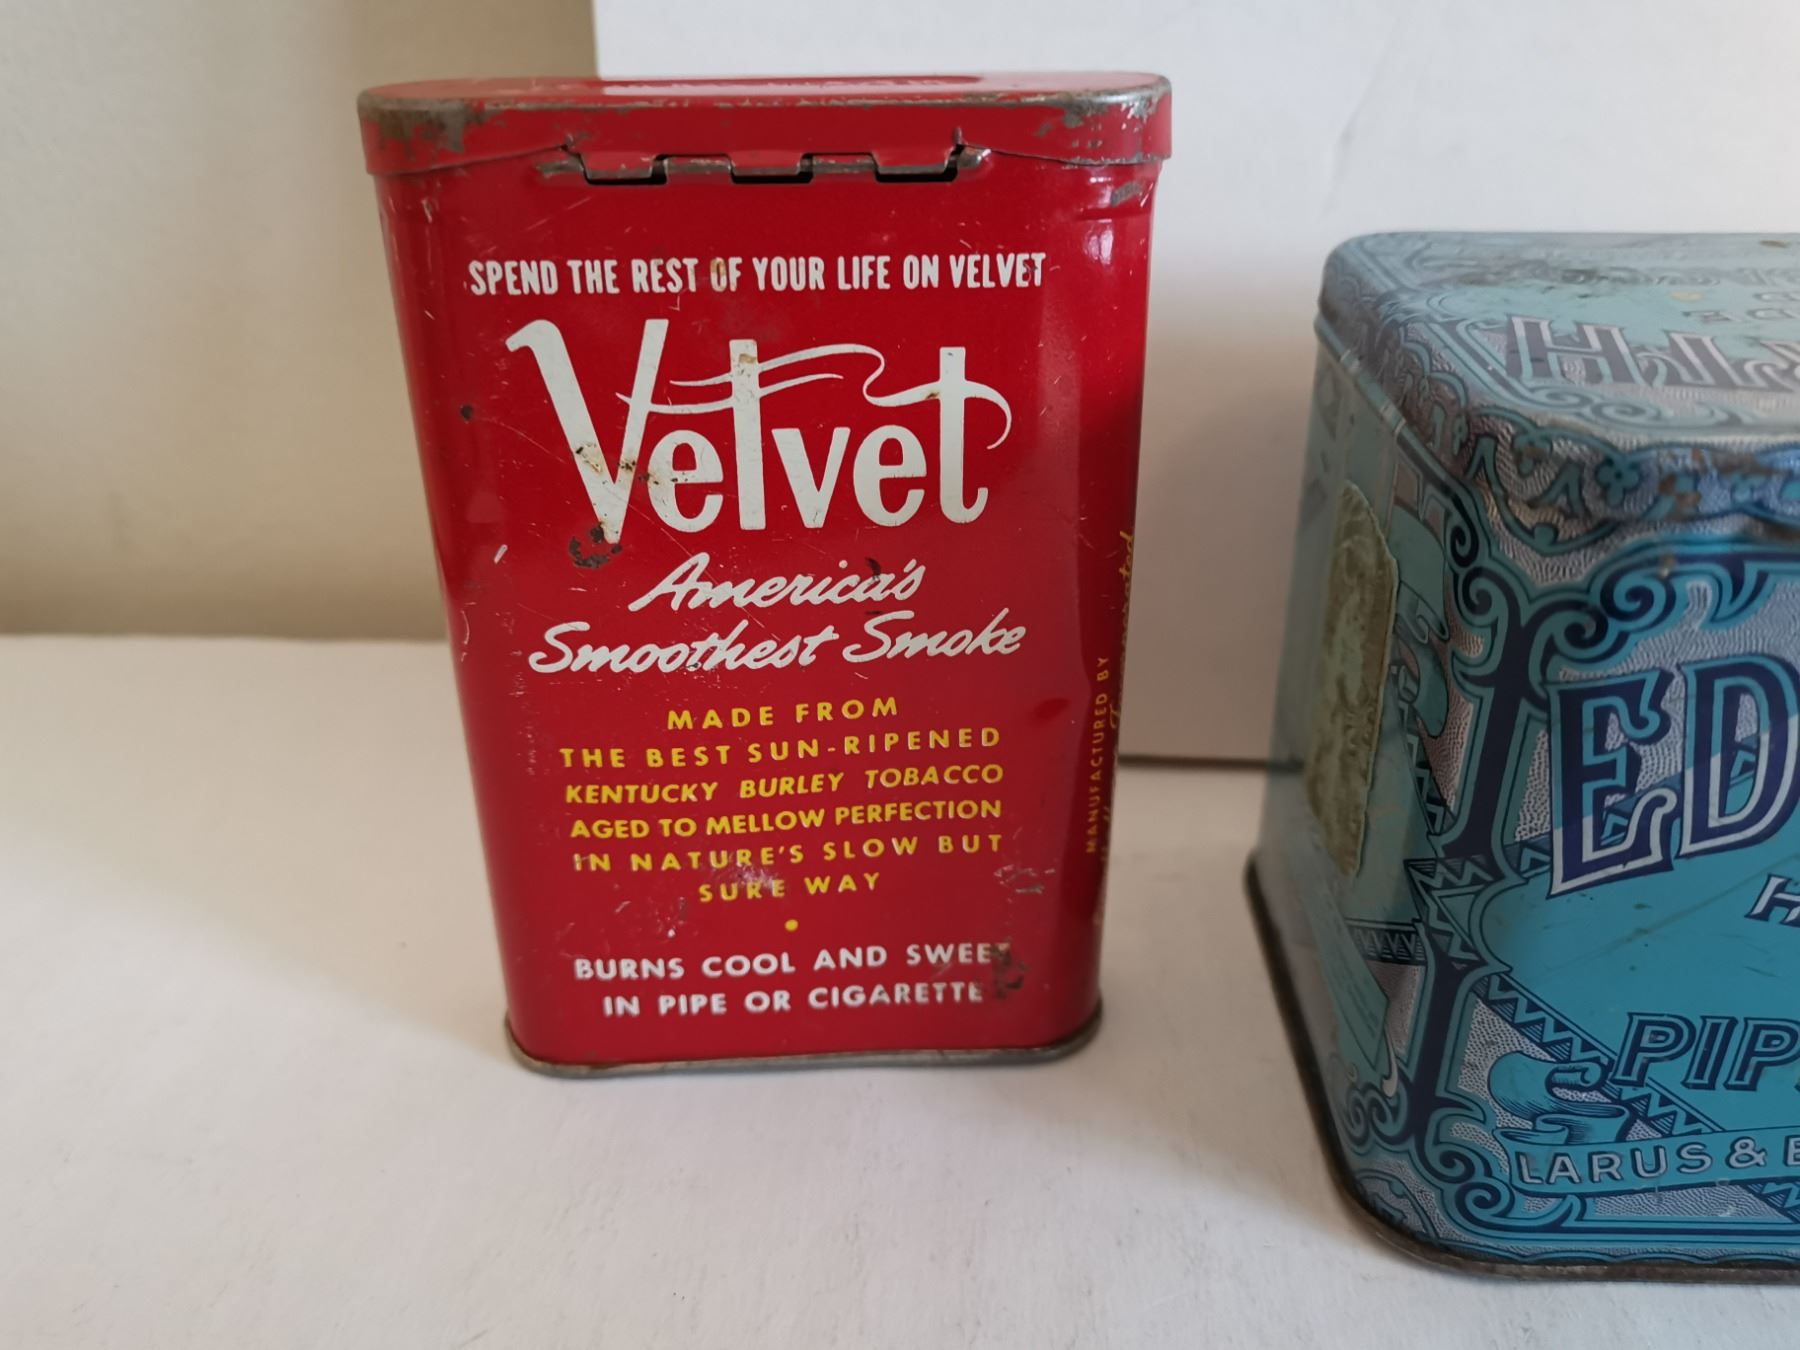 SPEND THE REST OF YOUR LIFE ON VELVET
Velvet
America's
Smoothest Smoke
MADE FROM
THE BEST SUN-RIPENED
KENTUCKY BURLEY TOBACCO
AGED TO MELLOW PERFECTION
IN NATURE'S SLOW BUT
SURE WAY
BURNS COOL AND SWEET
IN PIPE OR CIGARETTE
MANUFACTURED BY
ED
H
PIP
LARUS &